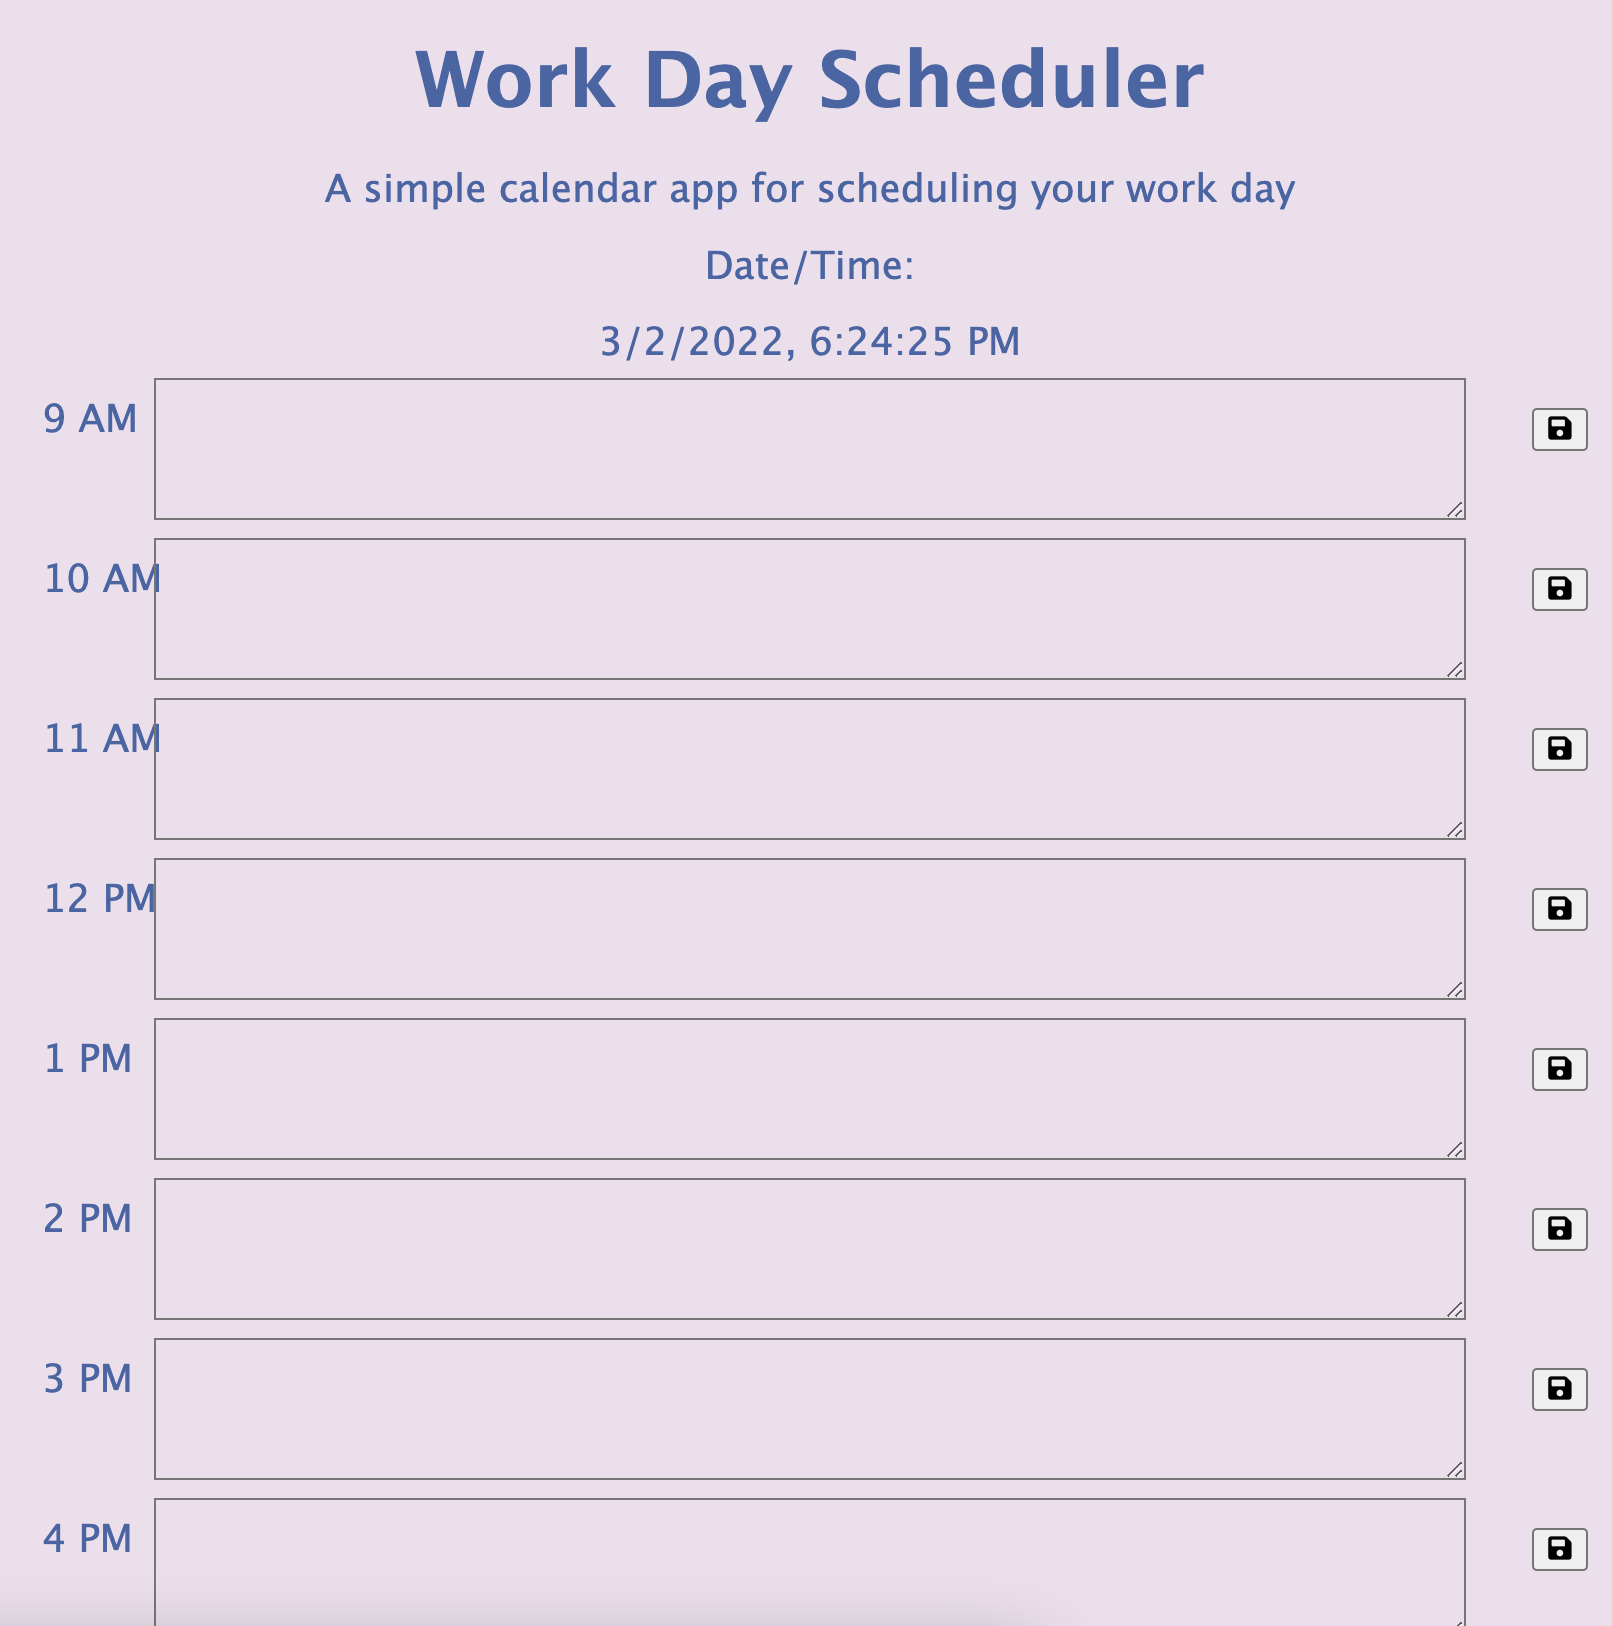 Work Day Scheduler
A simple calendar app for scheduling your work day
Date/Time:
3/2/2022, 6:24:25 PM
9 AM
10 AM
11 AM
12 PM
1 PM
2 PM
3 PM
4 PM